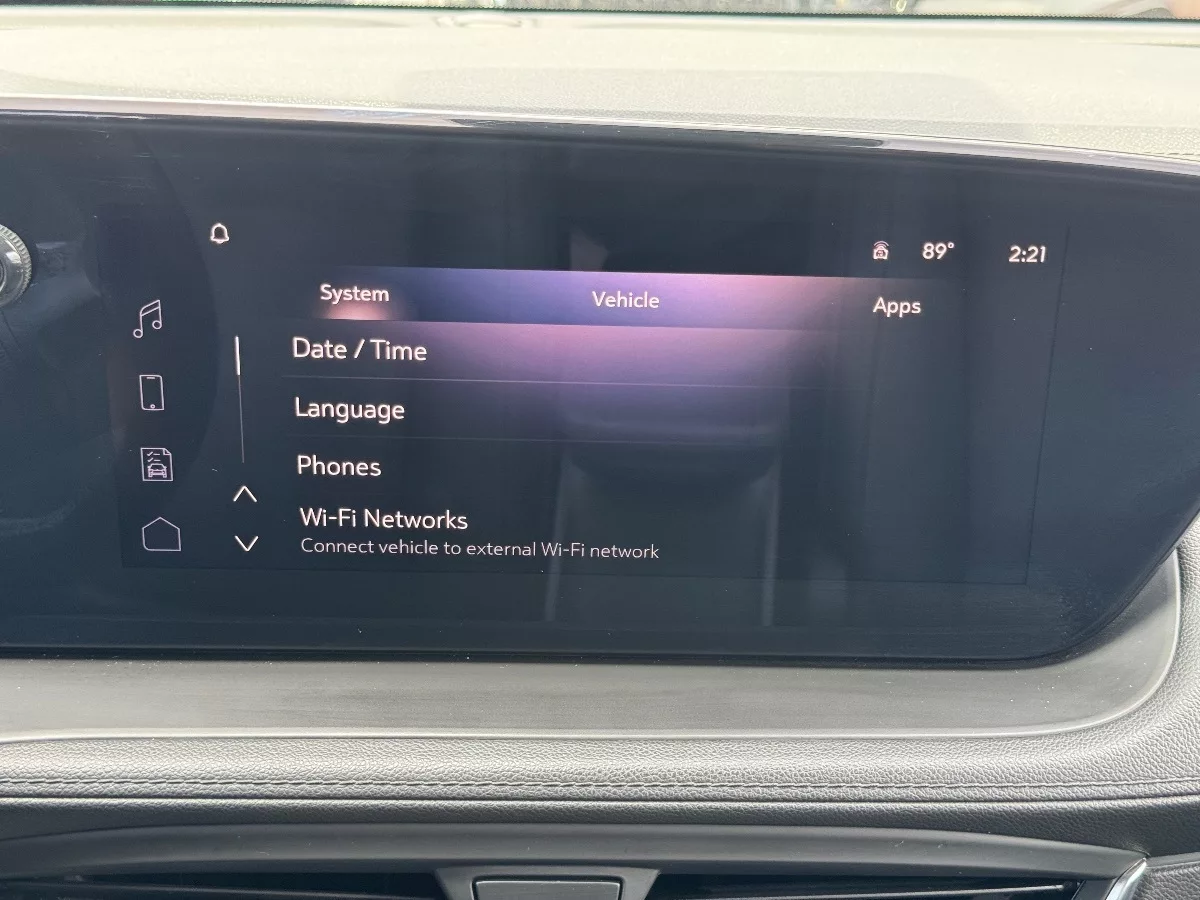 89°
2:21
System
Vehicle
Apps
Date / Time
Language
Phones
Wi-Fi Networks
Connect vehicle to external Wi-Fi network